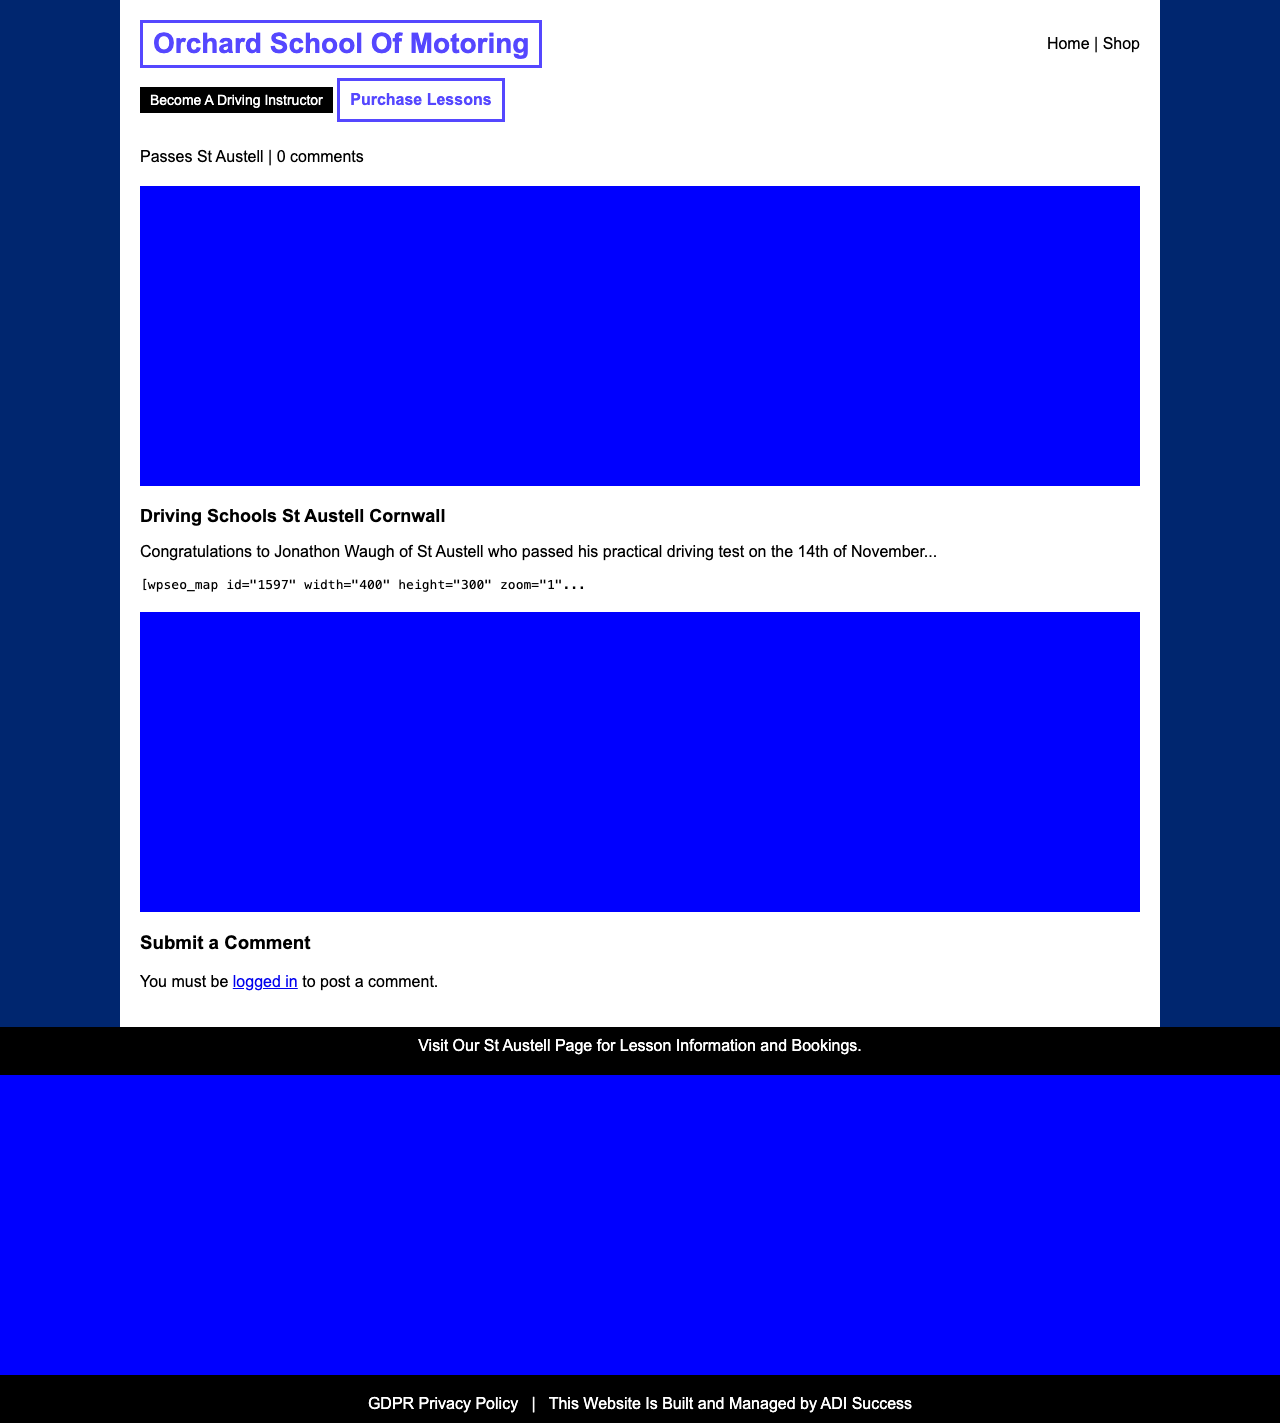 Orchard School Of Motoring
Home | Shop
Become A Driving Instructor
Purchase Lessons
Passes St Austell | 0 comments
Driving Schools St Austell Cornwall
Congratulations to Jonathon Waugh of St Austell who passed his practical driving test on the 14th of November...
[wpseo_map id="1597" width="400" height="300" zoom="1"...
Submit a Comment
You must be logged in to post a comment.
Visit Our St Austell Page for Lesson Information and Bookings.
GDPR Privacy Policy | This Website Is Built and Managed by ADI Success